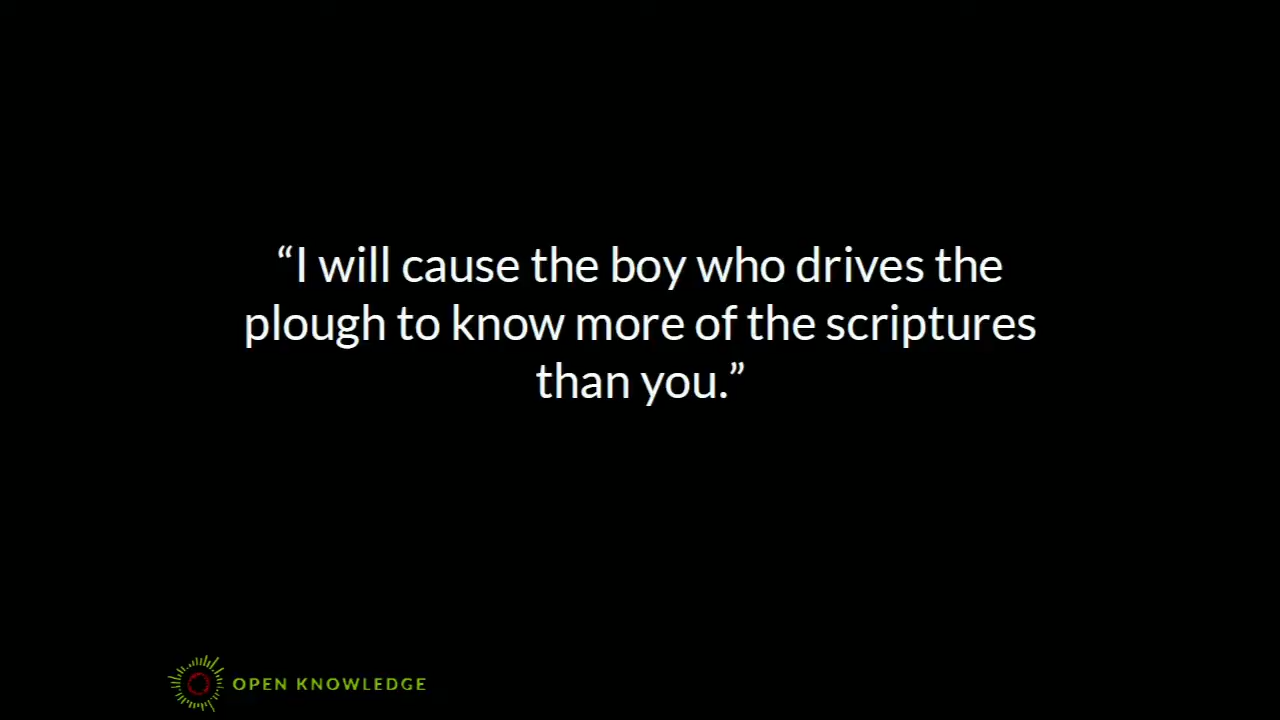 “I will cause the boy who drives the
plough to know more of the scriptures
than you.”
OPEN KNOWLEDGE